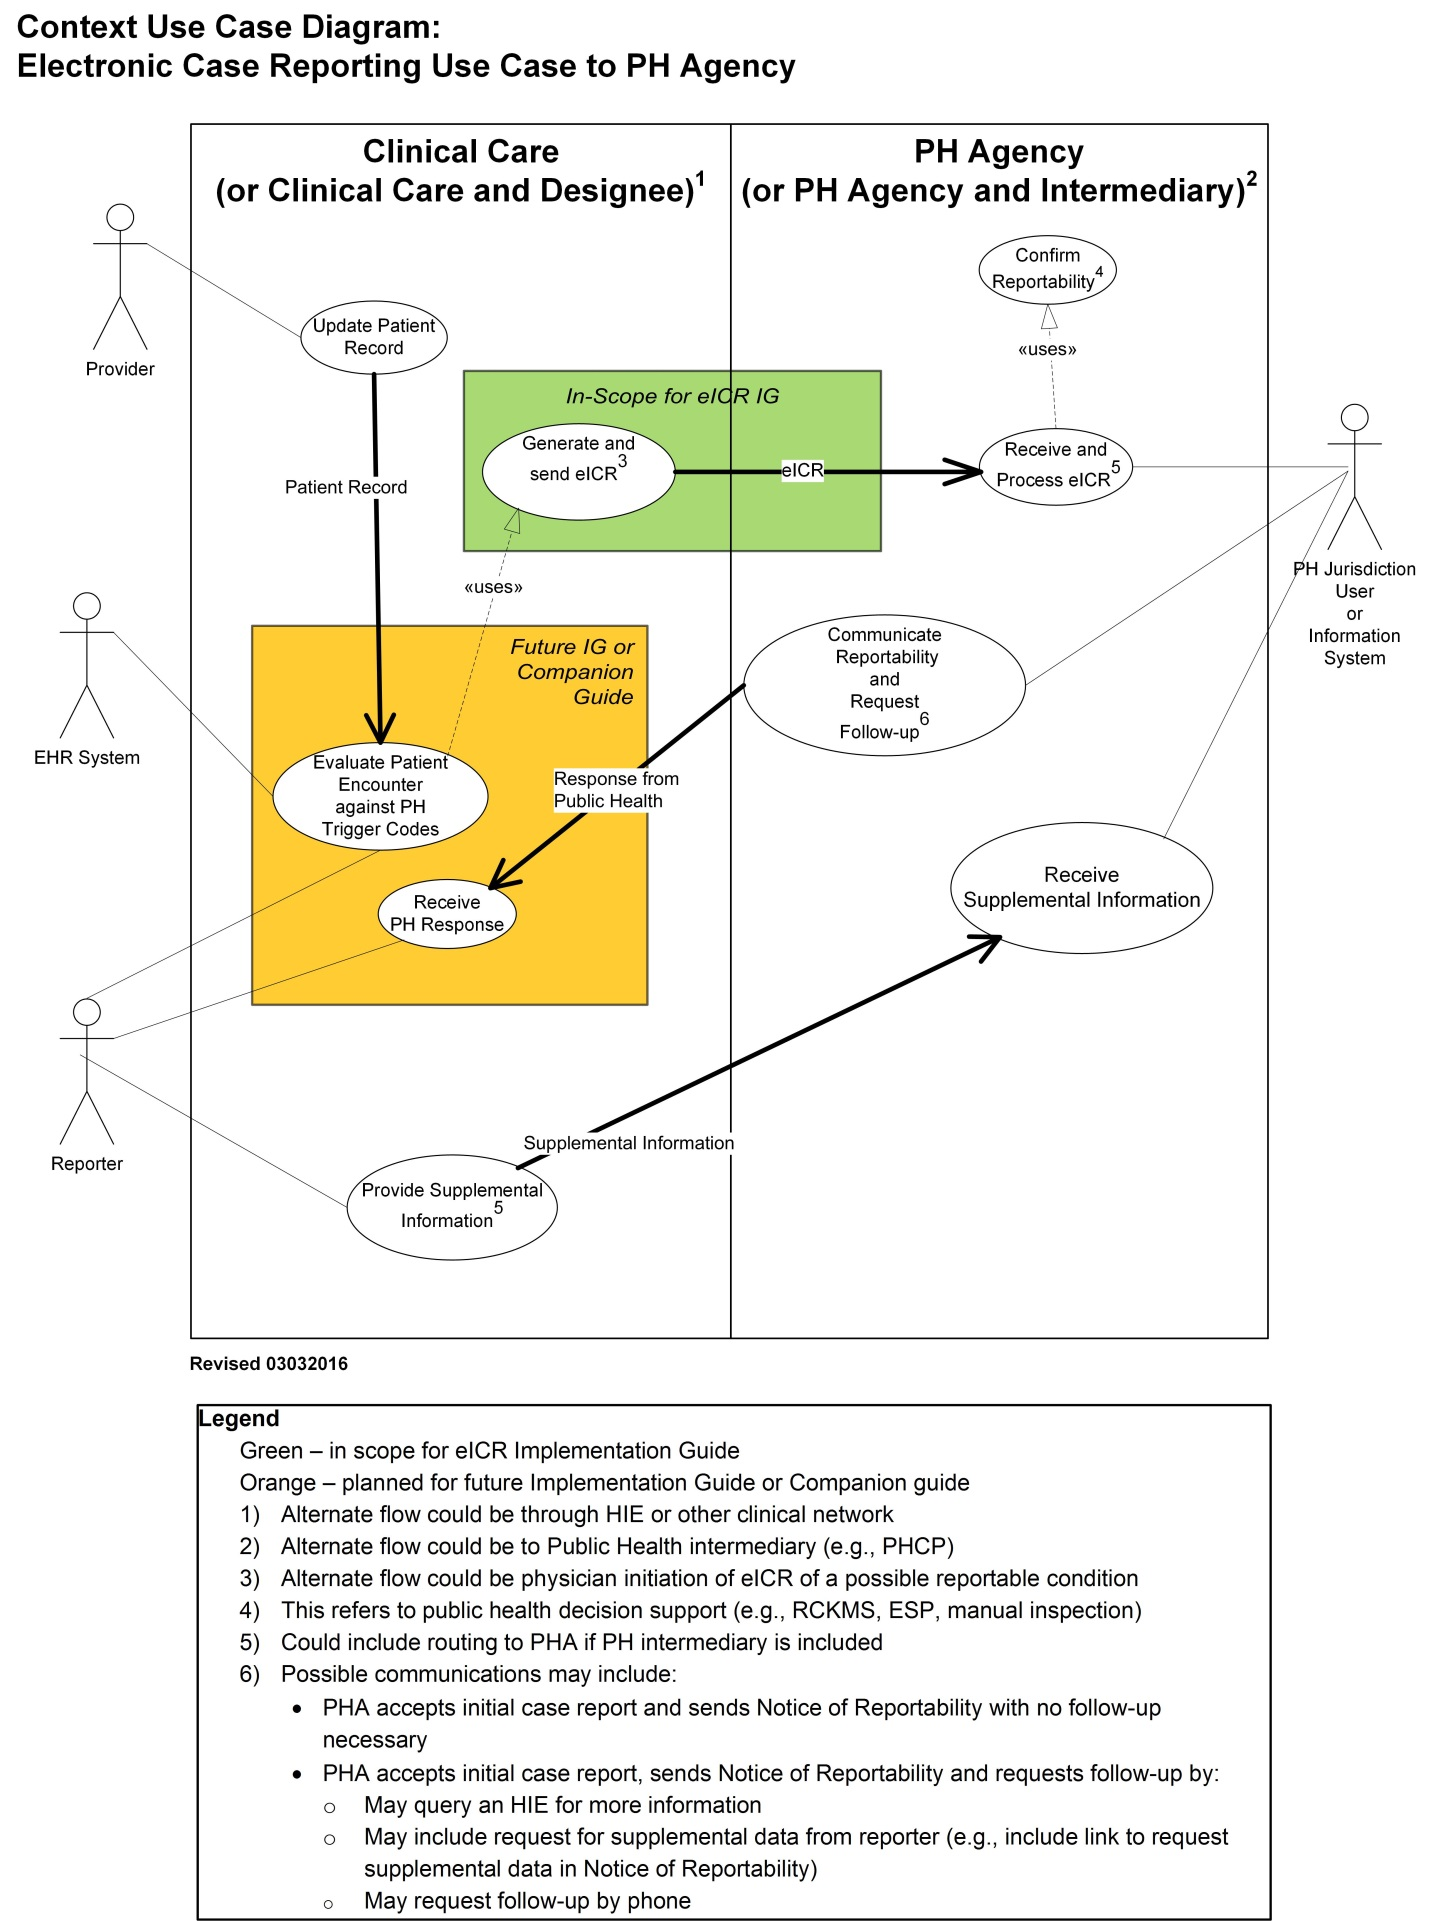 Context Use Case Diagram:
Electronic Case Reporting Use Case to PH Agency
Clinical Care
(or Clinical Care and Designee)1
PH Agency
(or PH Agency and Intermediary)2
Provider
Update Patient
Record
Confirm
Reportability4
«uses»
In-Scope for eICR IG
Generate and
send eICR3
eICR
Receive and
Process eICR5
Patient Record
«uses»
PH Jurisdiction
User
or
Information
System
EHR System
Future IG or
Companion
Guide
Communicate
Reportability
and
Request
Follow-up6
Evaluate Patient
Encounter
against PH
Trigger Codes
Response from
Public Health
Receive
PH Response
Receive
Supplemental Information
Reporter
Supplemental Information
Provide Supplemental
Information5
Revised 03032016
Legend
Green – in scope for eICR Implementation Guide
Orange – planned for future Implementation Guide or Companion guide
1) Alternate flow could be through HIE or other clinical network
2) Alternate flow could be to Public Health intermediary (e.g., PHCP)
3) Alternate flow could be physician initiation of eICR of a possible reportable condition
4) This refers to public health decision support (e.g., RCKMS, ESP, manual inspection)
5) Could include routing to PHA if PH intermediary is included
6) Possible communications may include:
• PHA accepts initial case report and sends Notice of Reportability with no follow-up
necessary
• PHA accepts initial case report, sends Notice of Reportability and requests follow-up by:
o May query an HIE for more information
o May include request for supplemental data from reporter (e.g., include link to request
supplemental data in Notice of Reportability)
o May request follow-up by phone